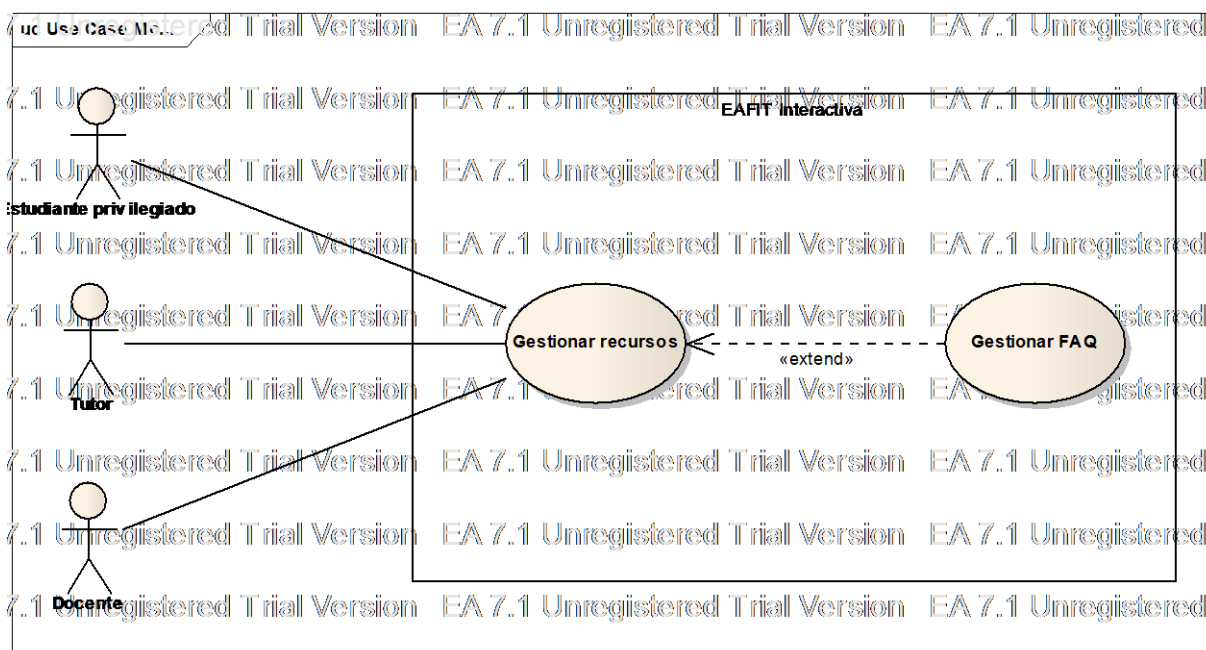 uc Use Case Mo...
EA 7.1 Unregistered Trial Version
EAFIT Interactiva
Estudiante privilegiado
Gestionar recursos
«extend»
Gestionar FAQ
Tutor
Docente